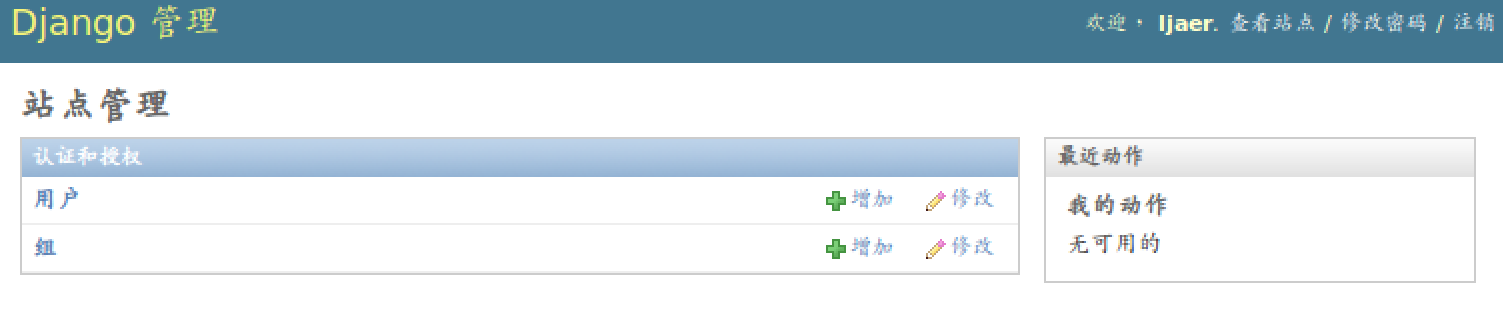 Django 管理
欢迎，ljaer. 查看站点 / 修改密码 / 注销
站点管理
认证和授权
用户 增加 修改
组 增加 修改
最近动作
我的动作
无可用的